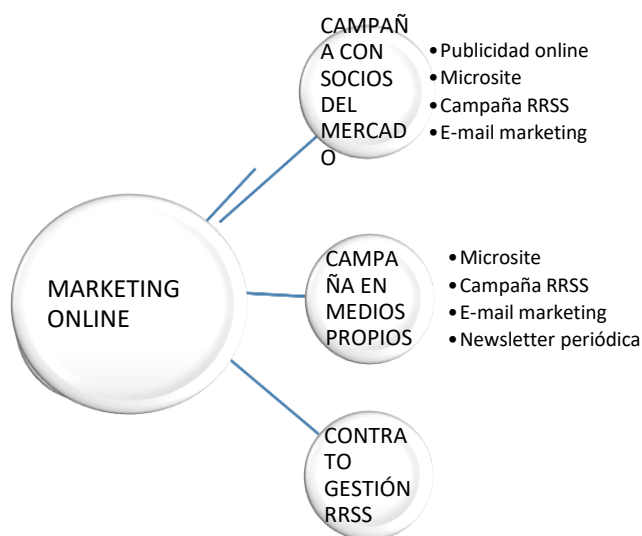 MARKETING
ONLINE
CAMPAÑ
A CON
SOCIOS
DEL
MERCAD
O
•Publicidad online
•Microsite
•Campaña RRSS
•E-mail marketing
CAMPA
ÑA EN
MEDIOS
PROPIOS
•Microsite
•Campaña RRSS
•E-mail marketing
•Newsletter periódica
CONTRA
TO
GESTIÓN
RRSS